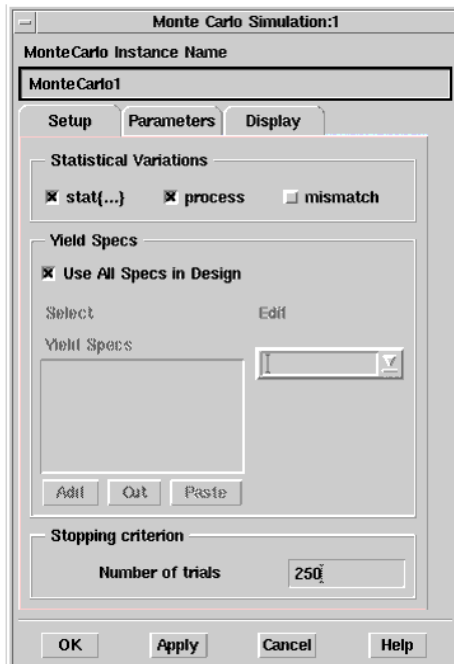 Monte Carlo Simulation:1
MonteCarlo Instance Name
MonteCarlo1
Setup Parameters Display
Statistical Variations
stat{...} process mismatch
Yield Specs
Use All Specs in Design
Select Edit
Yield Specs
Add Cut Paste
Stopping criterion
Number of trials 250
OK Apply Cancel Help